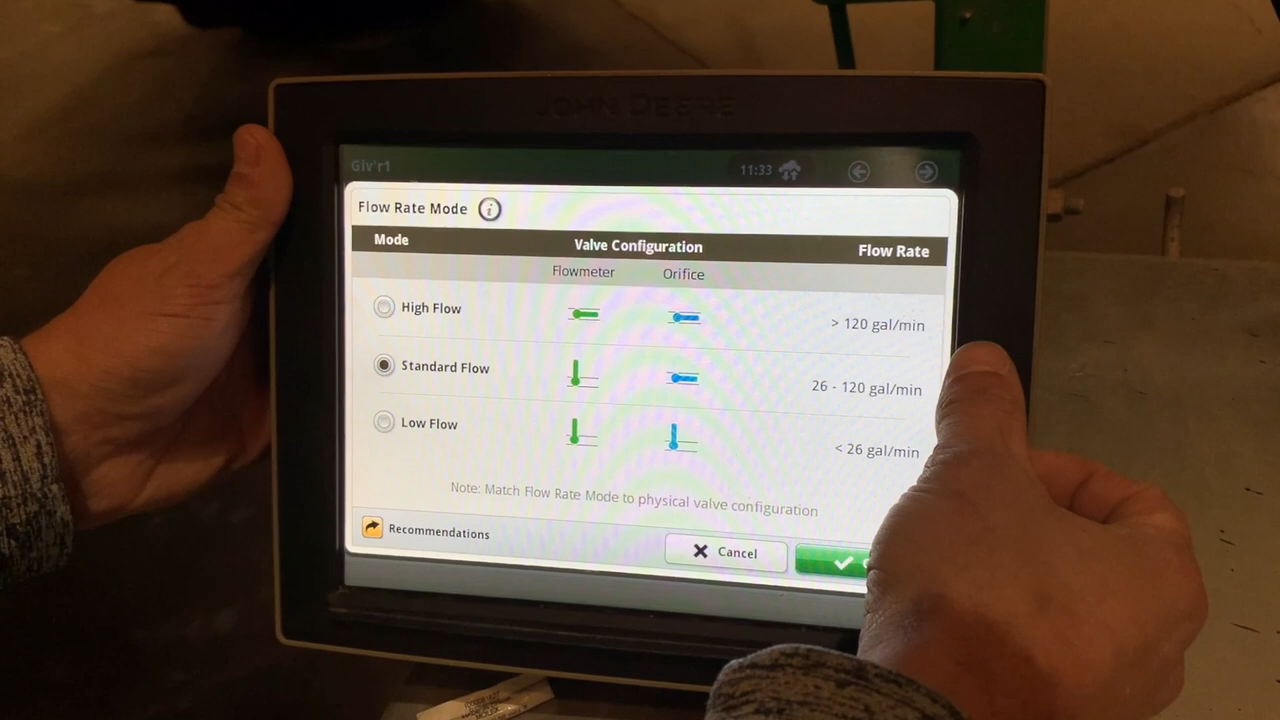 JOHN DEERE
Glv'r1
11:33
Flow Rate Mode
Mode Valve Configuration Flow Rate
Flowmeter Orifice
High Flow > 120 gal/min
Standard Flow 26 - 120 gal/min
Low Flow < 26 gal/min
Note: Match Flow Rate Mode to physical valve configuration
Recommendations
Cancel